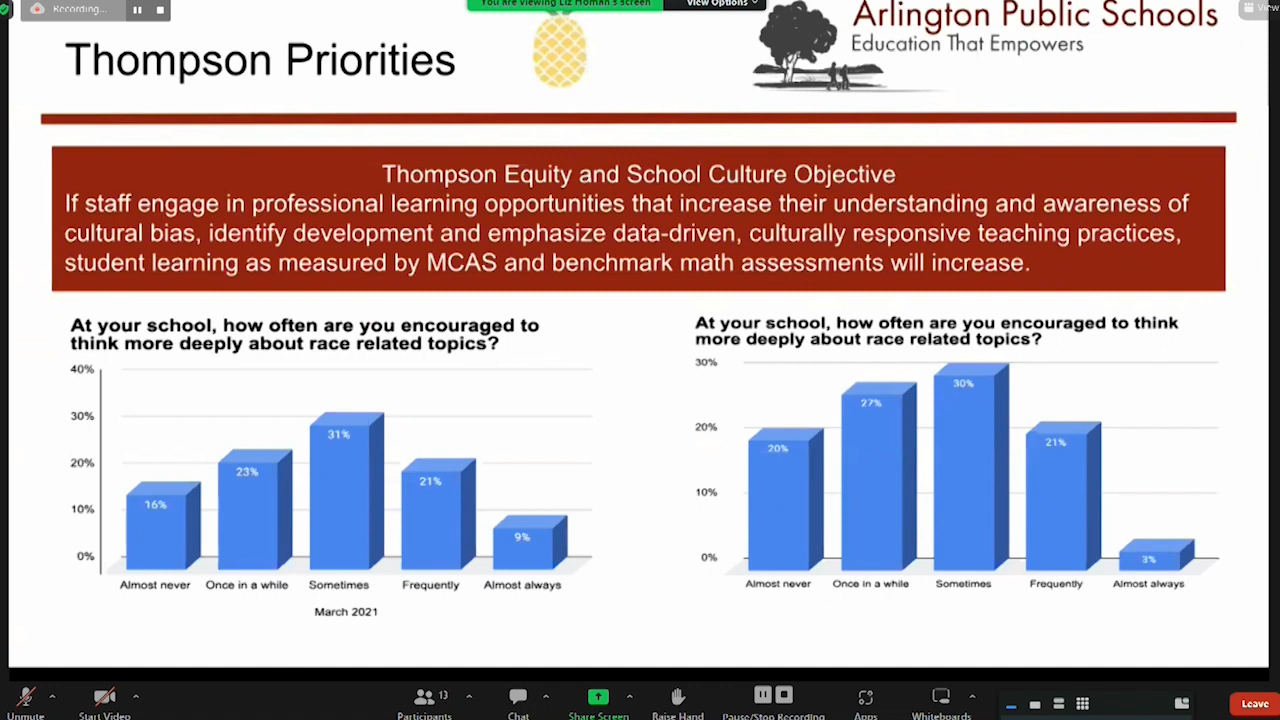 Recording...
You are viewing Liz Homan's screen
View Options
View
Thompson Priorities
Arlington Public Schools
Education That Empowers
Thompson Equity and School Culture Objective
If staff engage in professional learning opportunities that increase their understanding and awareness of
cultural bias, identify development and emphasize data-driven, culturally responsive teaching practices,
student learning as measured by MCAS and benchmark math assessments will increase.
At your school, how often are you encouraged to
think more deeply about race related topics?
40%
30%
20%
10%
0%
16%
23%
31%
21%
9%
Almost never Once in a while Sometimes Frequently Almost always
March 2021
At your school, how often are you encouraged to think
more deeply about race related topics?
30%
20%
10%
0%
20%
27%
30%
21%
3%
Almost never Once in a while Sometimes Frequently Almost always
Unmute
Start Video
13
Participants
Chat
Share Screen
Raise Hand
Pause/Stop Recording
Apps
Whiteboards
Leave